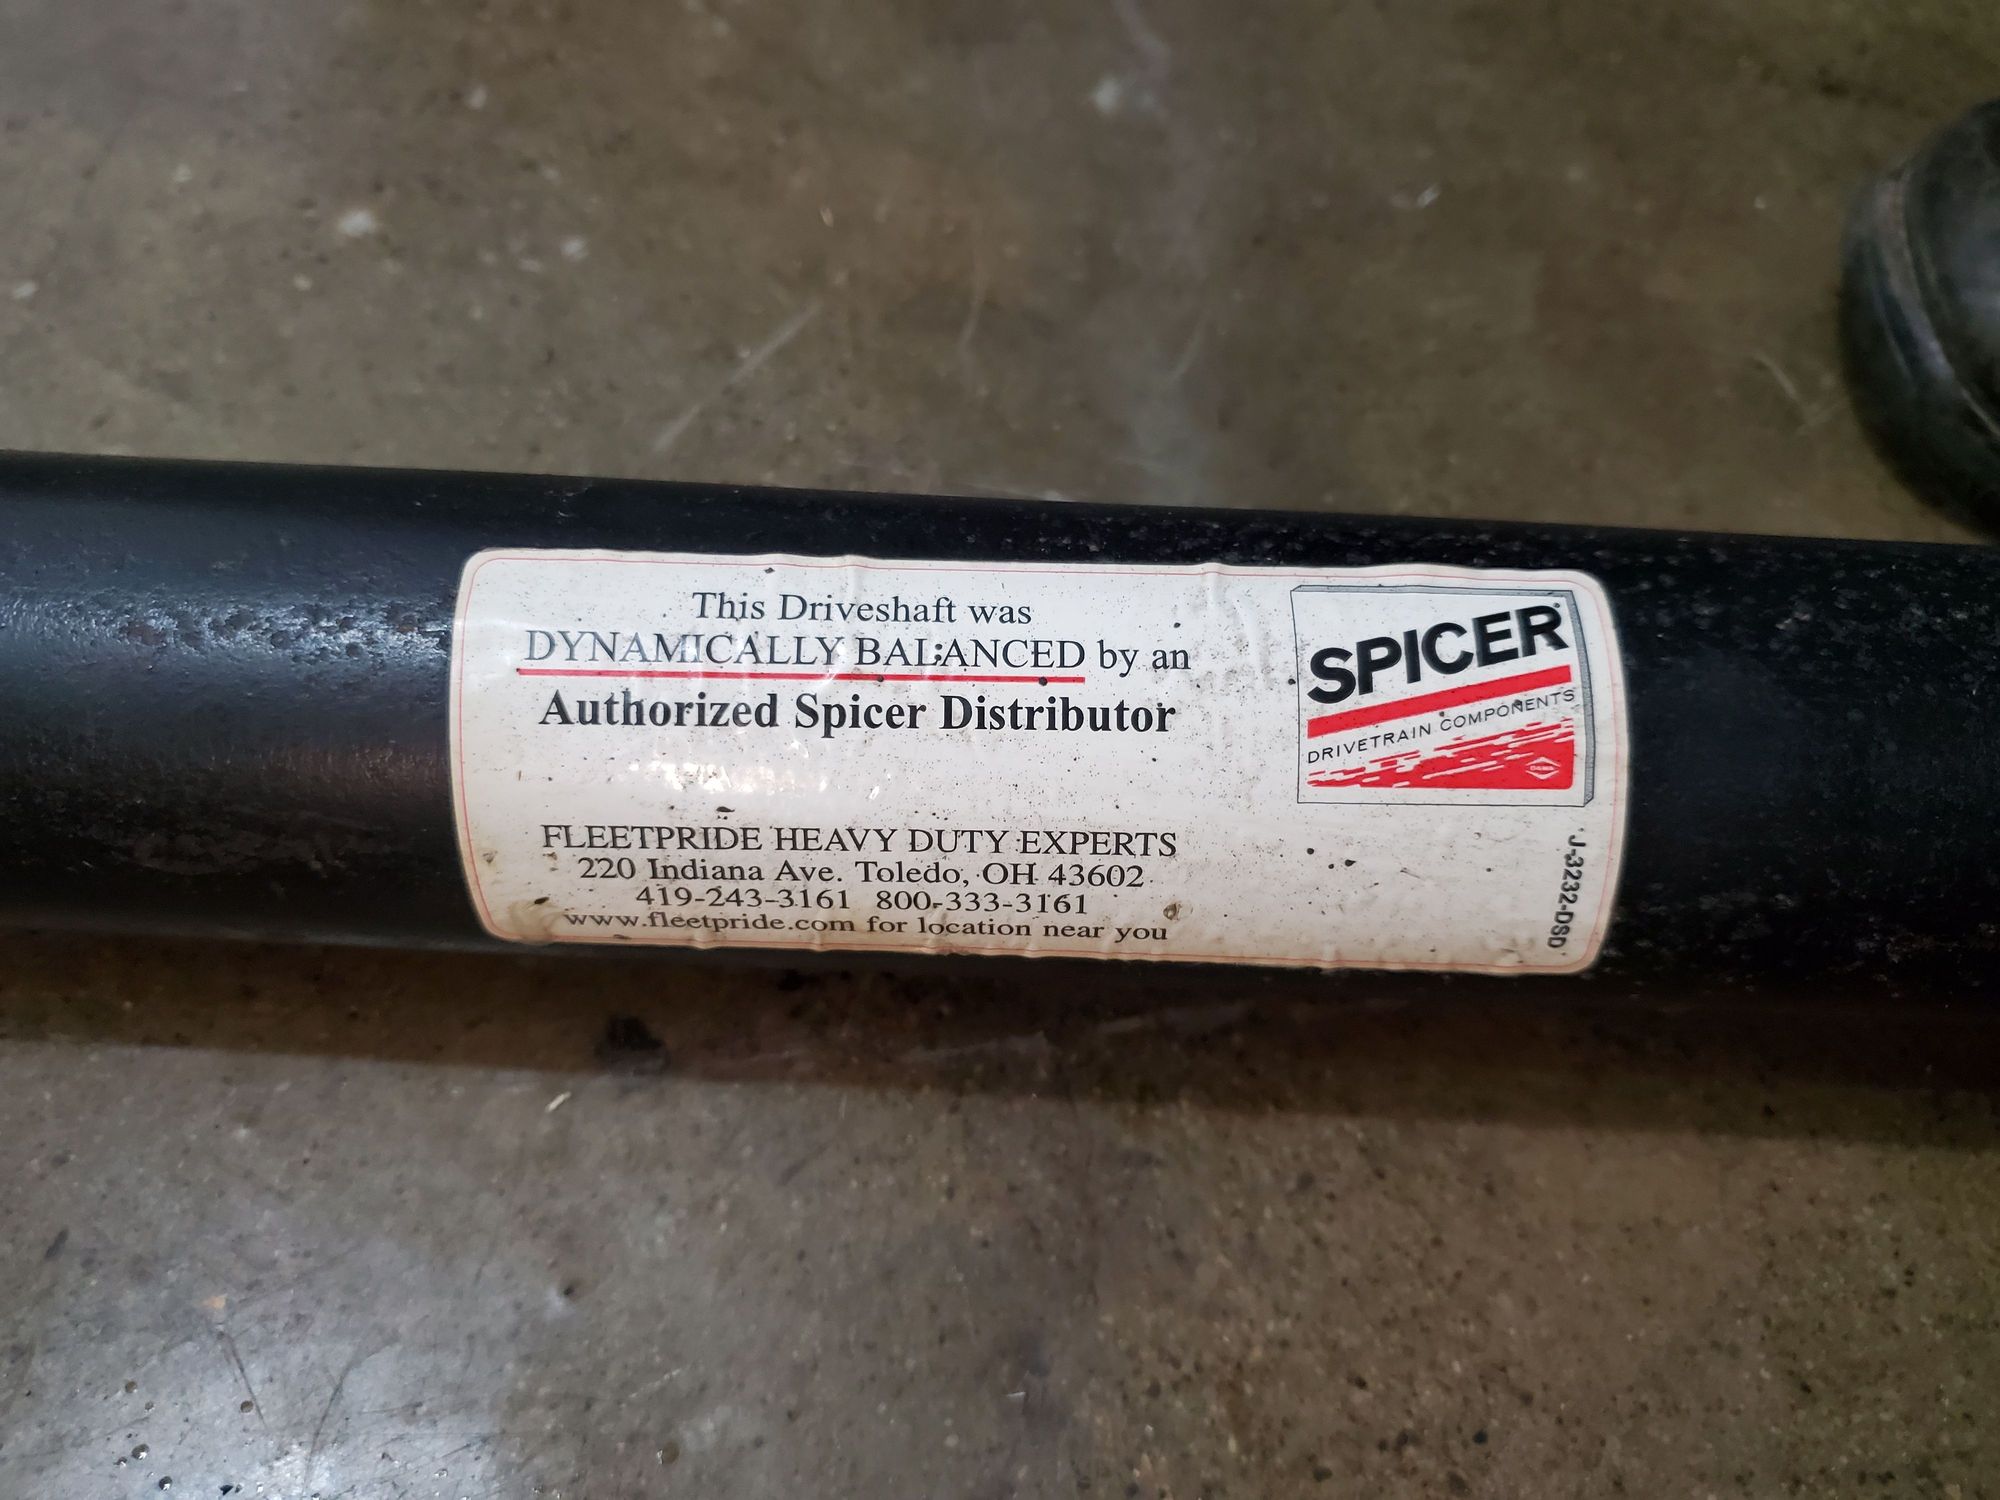 This Driveshaft was
DYNAMICALLY BALANCED by an
Authorized Spicer Distributor
FLEETPRIDE HEAVY DUTY EXPERTS
220 Indiana Ave. Toledo, OH 43602
419-243-3161 800-333-3161
www.fleetpride.com for location near you
SPICER®
DRIVETRAIN COMPONENTS
J-3232-DSD